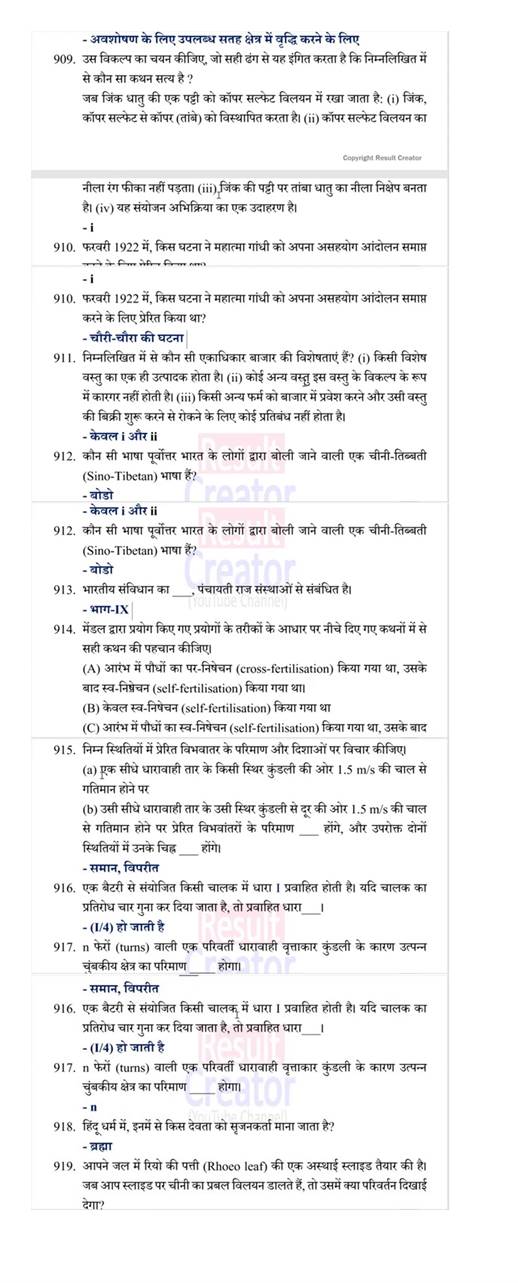 - अवशोषण के लिए उपलब्ध सतह क्षेत्र में वृद्धि करने के लिए
909. उस विकल्प का चयन कीजिए, जो सही ढंग से यह इंगित करता है कि निम्नलिखित में
से कौन सा कथन सत्य है ?
जब जिंक धातु की एक पट्टी को कॉपर सल्फेट विलयन में रखा जाता है: (i) जिंक,
कॉपर सल्फेट से कॉपर (तांबे) को विस्थापित करता है। (ii) कॉपर सल्फेट विलयन का
Copyright Result Creator
नीला रंग फीका नहीं पड़ता। (iii) जिंक की पट्टी पर तांबा धातु का नीला निक्षेप बनता
है। (iv) यह संयोजन अभिक्रिया का एक उदाहरण है।
- i
910. फरवरी 1922 में, किस घटना ने महात्मा गांधी को अपना असहयोग आंदोलन समाप्त
- i
910. फरवरी 1922 में, किस घटना ने महात्मा गांधी को अपना असहयोग आंदोलन समाप्त
करने के लिए प्रेरित किया था?
- चौरी-चौरा की घटना
911. निम्नलिखित में से कौन सी एकाधिकार बाजार की विशेषताएं हैं? (i) किसी विशेष
वस्तु का एक ही उत्पादक होता है। (ii) कोई अन्य वस्तु इस वस्तु के विकल्प के रूप
में कारगर नहीं होती है। (iii) किसी अन्य फर्म को बाजार में प्रवेश करने और उसी वस्तु
की बिक्री शुरू करने से रोकने के लिए कोई प्रतिबंध नहीं होता है।
- केवल i और ii
912. कौन सी भाषा पूर्वोत्तर भारत के लोगों द्वारा बोली जाने वाली एक चीनी-तिब्बती
(Sino-Tibetan) भाषा हैं?
- बोडो
- केवल i और ii
912. कौन सी भाषा पूर्वोत्तर भारत के लोगों द्वारा बोली जाने वाली एक चीनी-तिब्बती
(Sino-Tibetan) भाषा हैं?
- बोडो
913. भारतीय संविधान का ___, पंचायती राज संस्थाओं से संबंधित है।
- भाग-IX
914. मेंडल द्वारा प्रयोग किए गए प्रयोगों के तरीकों के आधार पर नीचे दिए गए कथनों में से
सही कथन की पहचान कीजिए।
(A) आरंभ में पौधों का पर-निषेचन (cross-fertilisation) किया गया था, उसके
बाद स्व-निषेचन (self-fertilisation) किया गया था।
(B) केवल स्व-निषेचन (self-fertilisation) किया गया था
(C) आरंभ में पौधों का स्व-निषेचन (self-fertilisation) किया गया था, उसके बाद
915. निम्न स्थितियों में प्रेरित विभवातर के परिमाण और दिशाओं पर विचार कीजिए।
(a) एक सीधे धारावाही तार के किसी स्थिर कुंडली की ओर 1.5 m/s की चाल से
गतिमान होने पर
(b) उसी सीधे धारावाही तार के उसी स्थिर कुंडली से दूर की ओर 1.5 m/s की चाल
से गतिमान होने पर प्रेरित विभवांतरों के परिमाण ___ होंगे, और उपरोक्त दोनों
स्थितियों में उनके चिह्न ___ होंगे।
- समान, विपरीत
916. एक बैटरी से संयोजित किसी चालक में धारा I प्रवाहित होती है। यदि चालक का
प्रतिरोध चार गुना कर दिया जाता है, तो प्रवाहित धारा___।
- (I/4) हो जाती है
917. n फेरों (turns) वाली एक परिवर्ती धारावाही वृत्ताकार कुंडली के कारण उत्पन्न
चुंबकीय क्षेत्र का परिमाण____ होगा।
- समान, विपरीत
916. एक बैटरी से संयोजित किसी चालक में धारा I प्रवाहित होती है। यदि चालक का
प्रतिरोध चार गुना कर दिया जाता है, तो प्रवाहित धारा___।
- (I/4) हो जाती है
917. n फेरों (turns) वाली एक परिवर्ती धारावाही वृत्ताकार कुंडली के कारण उत्पन्न
चुंबकीय क्षेत्र का परिमाण____ होगा।
- n
918. हिंदू धर्म में, इनमें से किस देवता को सृजनकर्ता माना जाता है?
- ब्रह्मा
919. आपने जल में रियो की पत्ती (Rhoeo leaf) की एक अस्थाई स्लाइड तैयार की है।
जब आप स्लाइड पर चीनी का प्रबल विलयन डालते हैं, तो उसमें क्या परिवर्तन दिखाई
देगा?